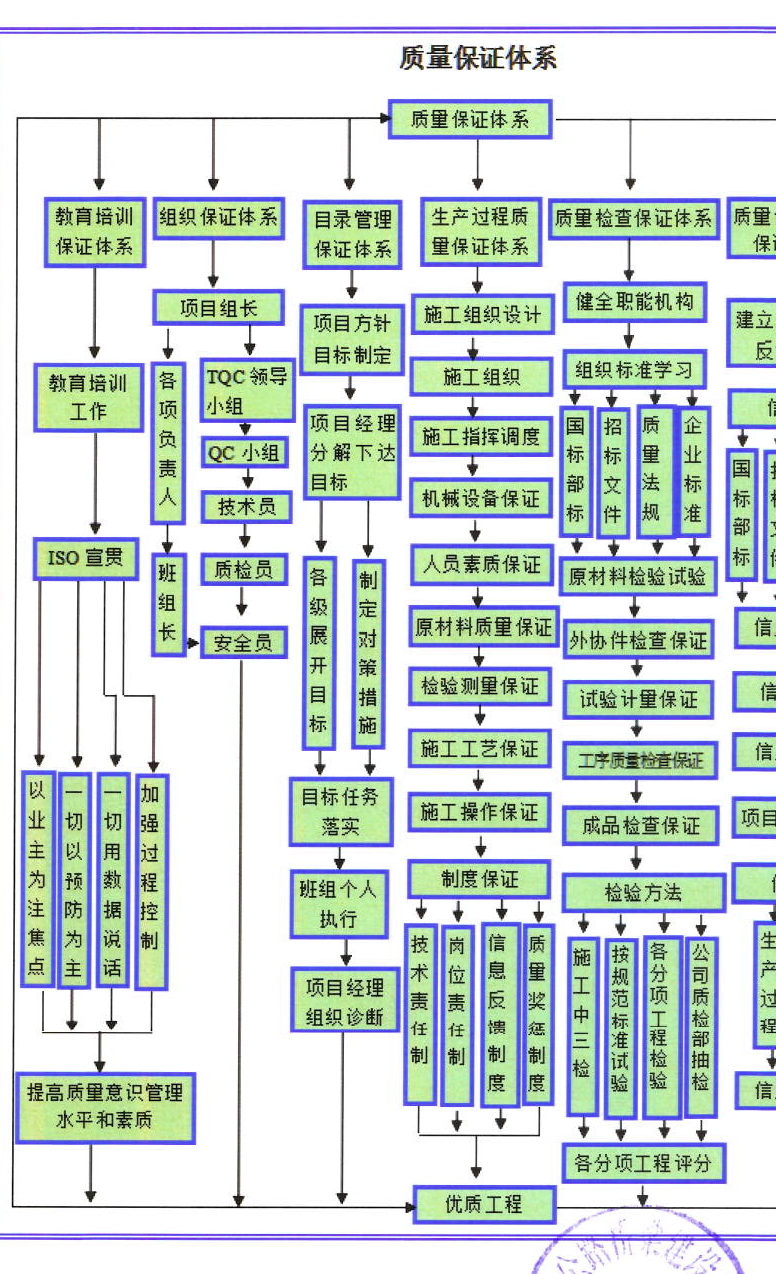 质量保证体系
质量保证体系
教育培训
保证体系
教育培训
工作
ISO 宣贯
以业主为注焦点
一切以预防为主
一切用数据说话
加强过程控制
提高质量意识管理
水平和素质
组织保证体系
项目组长
各项负责人
班组长
TQC 领导
小组
QC 小组
技术员
质检员
安全员
目录管理
保证体系
项目方针
目标制定
项目经理
分解下达
目标
各级展开目标
制定对策措施
目标任务
落实
班组个人
执行
项目经理
组织诊断
生产过程质
量保证体系
施工组织设计
施工组织
施工指挥调度
机械设备保证
人员素质保证
原材料质量保证
检验测量保证
施工工艺保证
施工操作保证
制度保证
技术责任制
岗位责任制
信息反馈制度
质量奖惩制度
优质工程
质量检查保证体系
健全职能机构
组织标准学习
国标部标
招标文件
质量法规
企业标准
原材料检验试验
外协件检查保证
试验计量保证
工序质量检查保证
成品检查保证
检验方法
施工中三检
按规范标准试验
各分项工程检验
公司质检部抽检
各分项工程评分
质量
建立
反
国标部标
信
项目
生产过程
信